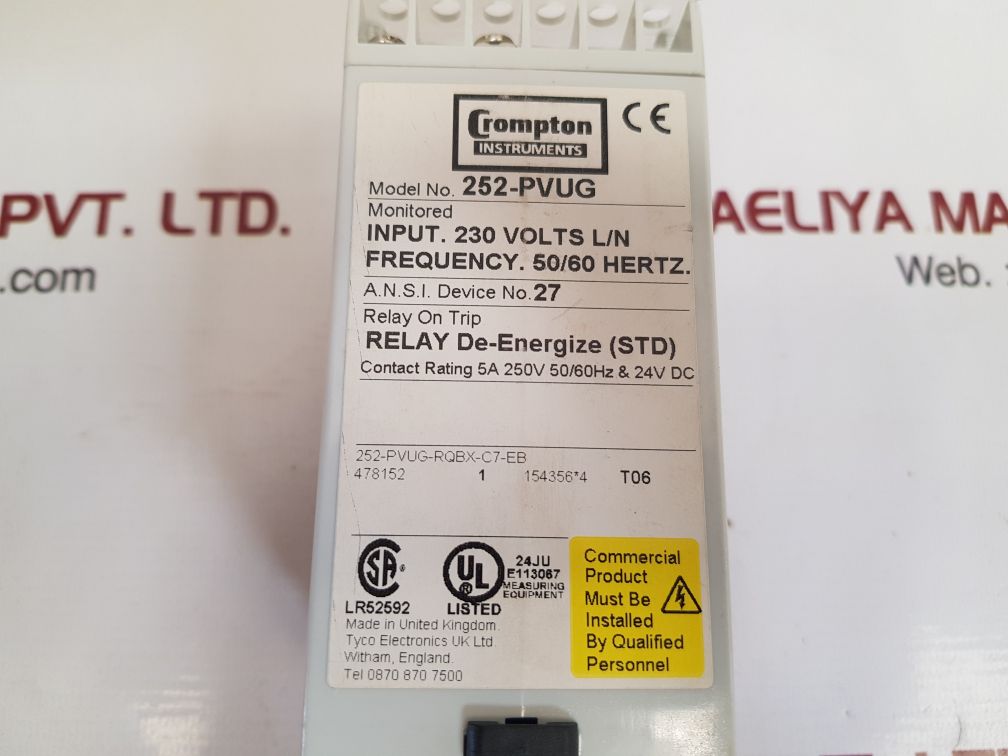 Crompton
INSTRUMENTS
CE
Model No. 252-PVUG
Monitored
INPUT. 230 VOLTS L/N
FREQUENCY. 50/60 HERTZ.
A.N.S.I. Device No. 27
Relay On Trip
RELAY De-Energize (STD)
Contact Rating 5A 250V 50/60Hz & 24V DC
252-PVUG-RQBX-C7-EB
478152 1 154356*4 T06
SA ®
LR52592
UL ®
LISTED
24JU
E113067
MEASURING
EQUIPMENT
Made in United Kingdom.
Tyco Electronics UK Ltd.
Witham, England.
Tel 0870 870 7500
Commercial
Product
Must Be
Installed
By Qualified
Personnel
PVT. LTD.
.com
AELIYA MA
Web.